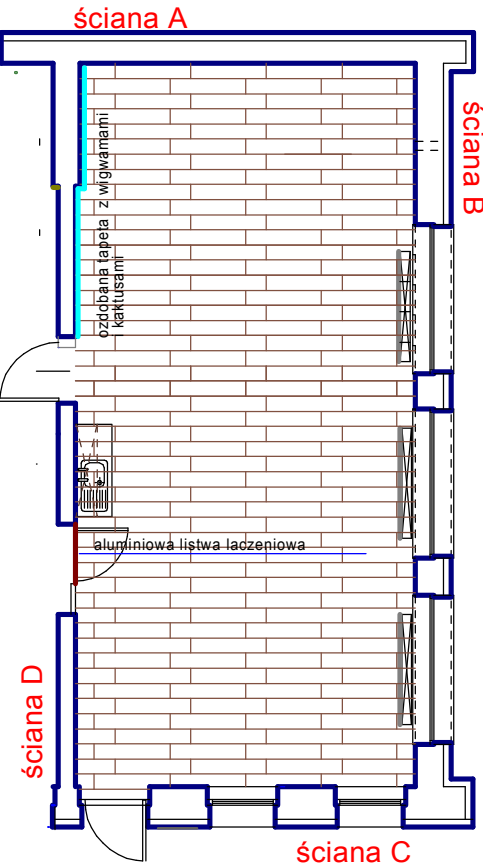 ściana A
ściana B
ozdobana tapeta z wigwamami
i kaktusami
aluminiowa listwa laczeniowa
ściana D
ściana C